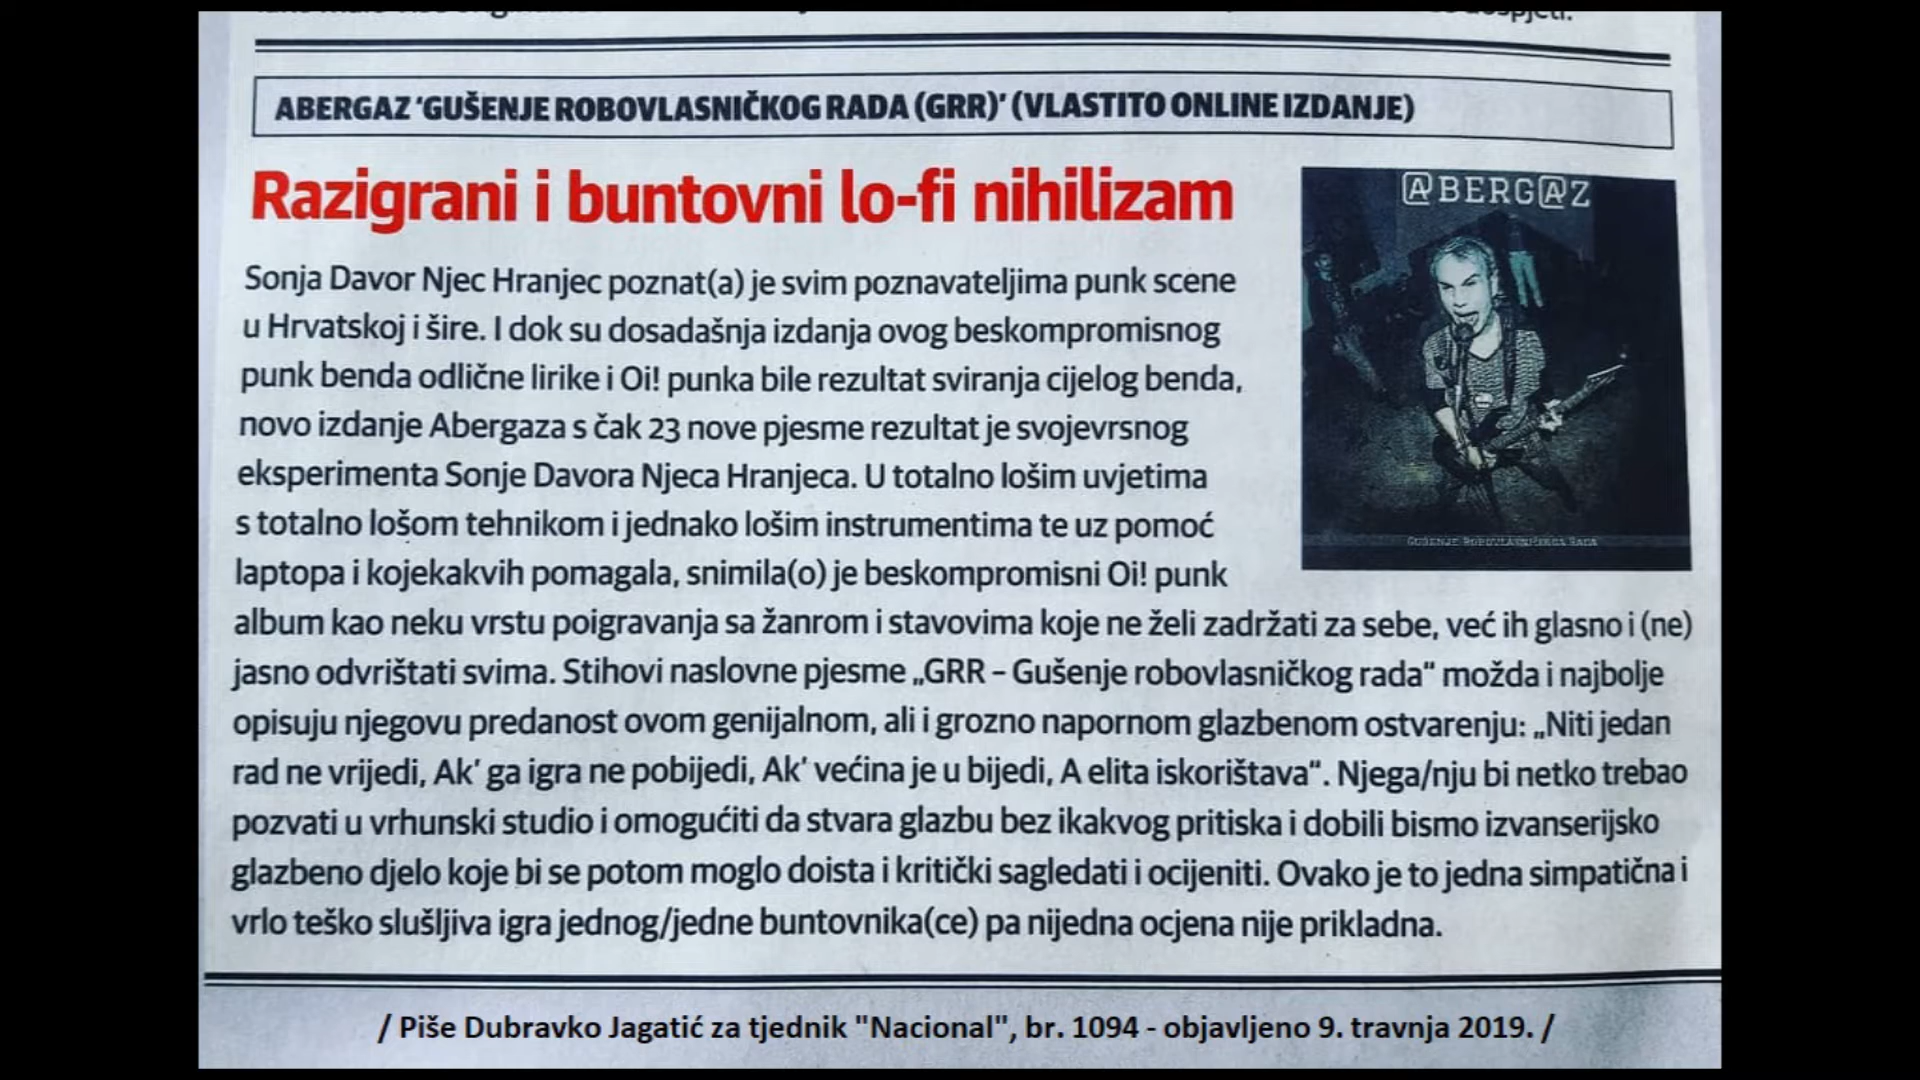 dospjeti.
ABERGAZ 'GUŠENJE ROBOVLASNIČKOG RADA (GRR)' (VLASTITO ONLINE IZDANJE)
Razigrani i buntovni lo-fi nihilizam
@BERG@Z
Sonja Davor Njec Hranjec poznat(a) je svim poznavateljima punk scene
u Hrvatskoj i šire. I dok su dosadašnja izdanja ovog beskompromisnog
punk benda odlične lirike i Oi! punka bile rezultat sviranja cijelog benda,
novo izdanje Abergaza s čak 23 nove pjesme rezultat je svojevrsnog
eksperimenta Sonje Davora Njeca Hranjeca. U totalno lošim uvjetima
s totalno lošom tehnikom i jednako lošim instrumentima te uz pomoć
laptopa i kojekakvih pomagala, snimila(o) je beskompromisni Oi! punk
album kao neku vrstu poigravanja sa žanrom i stavovima koje ne želi zadržati za sebe, već ih glasno i (ne)
jasno odvrištati svima. Stihovi naslovne pjesme „GRR – Gušenje robovlasničkog rada“ možda i najbolje
opisuju njegovu predanost ovom genijalnom, ali i grozno napornom glazbenom ostvarenju: „Niti jedan
rad ne vrijedi, Ak’ ga igra ne pobijedi, Ak’ većina je u bijedi, A elita iskorištava“. Njega/nju bi netko trebao
pozvati u vrhunski studio i omogućiti da stvara glazbu bez ikakvog pritiska i dobili bismo izvanserijsko
glazbeno djelo koje bi se potom moglo doista i kritički sagledati i ocijeniti. Ovako je to jedna simpatična i
vrlo teško slušljiva igra jednog/jedne buntovnika(ce) pa nijedna ocjena nije prikladna.
GUŠENJE ROBOVLASNIČKOG RADA
/ Piše Dubravko Jagatić za tjednik "Nacional", br. 1094 - objavljeno 9. travnja 2019. /